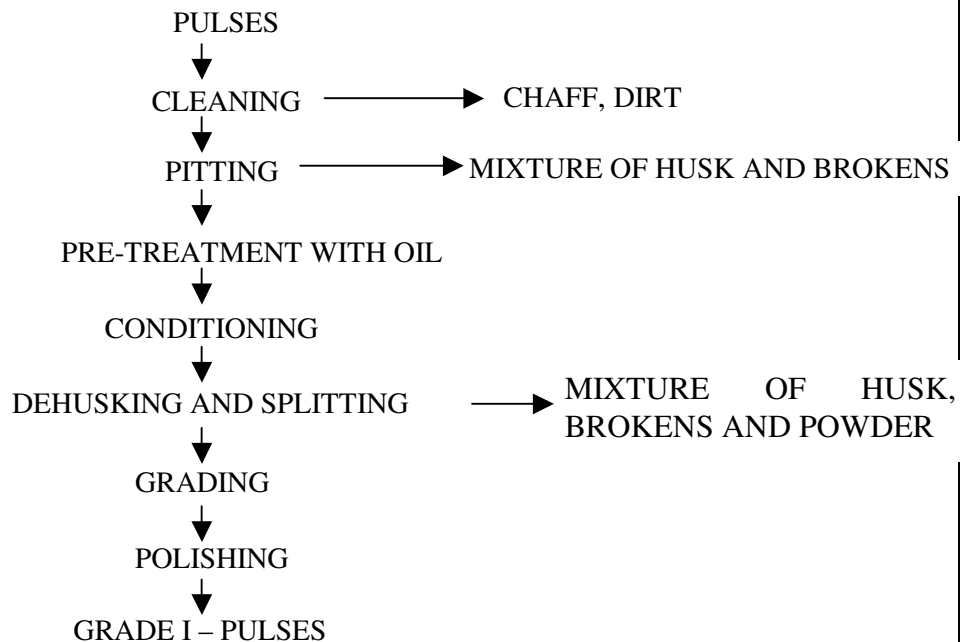 PULSES
CLEANING
CHAFF, DIRT
PITTING
MIXTURE OF HUSK AND BROKENS
PRE-TREATMENT WITH OIL
CONDITIONING
DEHUSKING AND SPLITTING
MIXTURE OF HUSK,
BROKENS AND POWDER
GRADING
POLISHING
GRADE I – PULSES